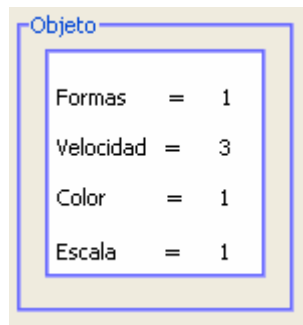 Objeto
Formas = 1
Velocidad = 3
Color = 1
Escala = 1